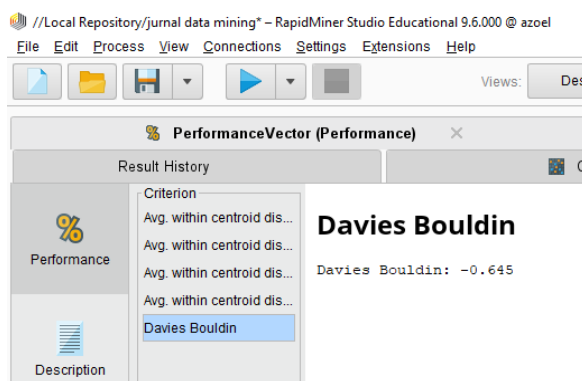 //Local Repository/jurnal data mining* – RapidMiner Studio Educational 9.6.000 @ azoel
File Edit Process View Connections Settings Extensions Help
Views:
% PerformanceVector (Performance)
Result History
Criterion
Avg. within centroid dis...
Avg. within centroid dis...
Avg. within centroid dis...
Avg. within centroid dis...
Davies Bouldin
%
Performance
Description
Davies Bouldin
Davies Bouldin: -0.645